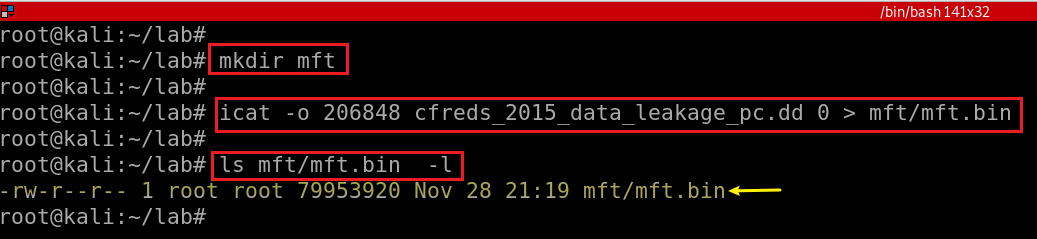 /bin/bash 141x32
root@kali:~/lab#
root@kali:~/lab# mkdir mft
root@kali:~/lab#
root@kali:~/lab# icat -o 206848 cfreds_2015_data_leakage_pc.dd 0 > mft/mft.bin
root@kali:~/lab#
root@kali:~/lab# ls mft/mft.bin  -l
-rw-r--r-- 1 root root 79953920 Nov 28 21:19 mft/mft.bin
root@kali:~/lab#